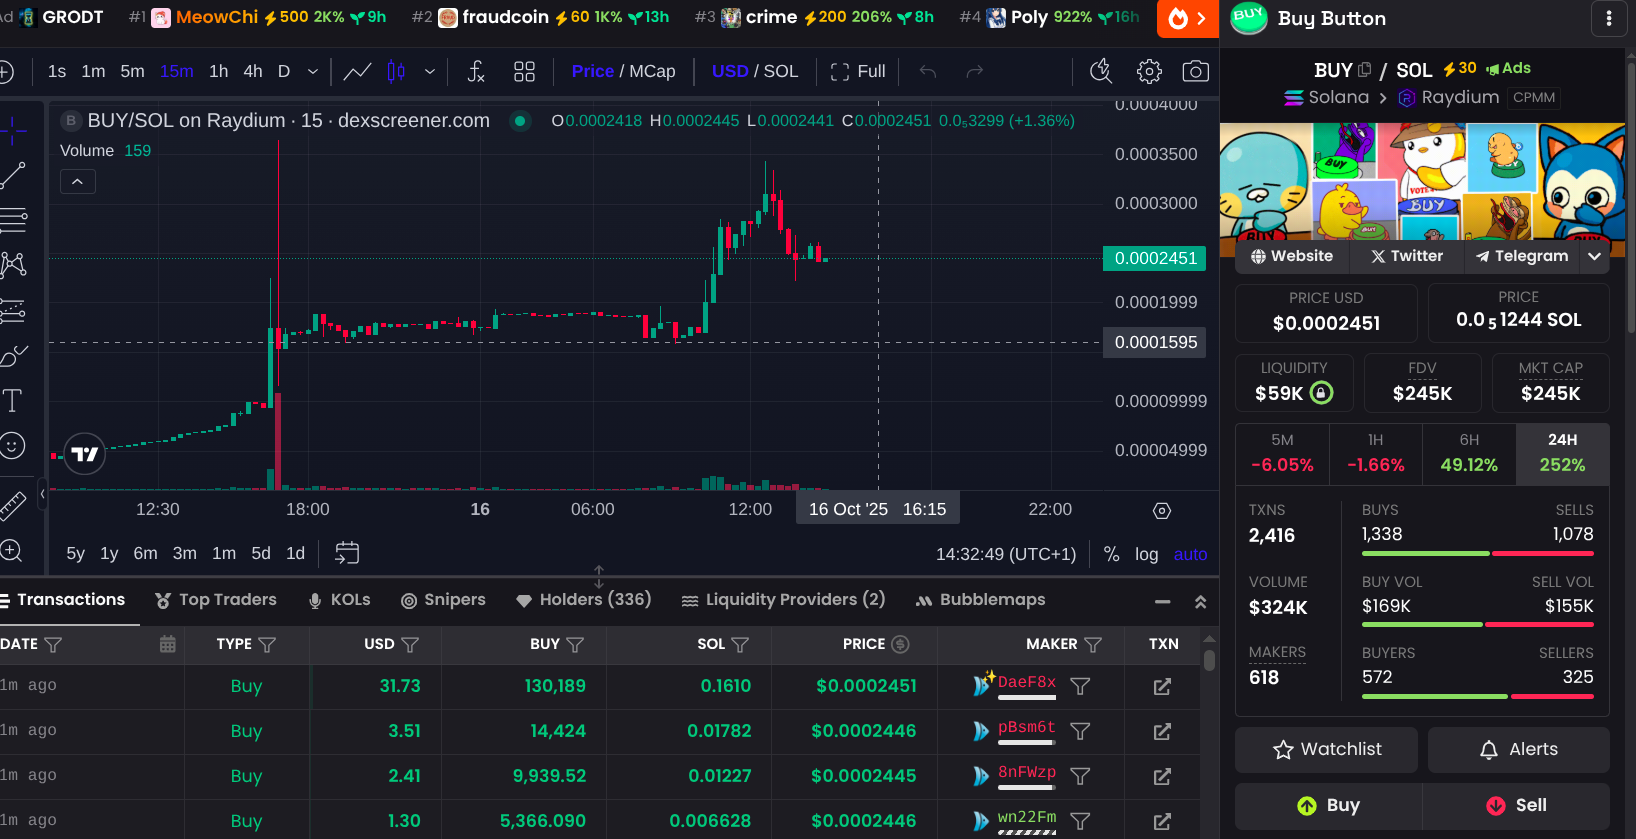 Ad GRODT #1 MeowChi 500 2K% 9h #2 fraudcoin 60 1K% 13h #3 crime 200 206% 8h #4 Poly 922% 16h
Buy Button
1s 1m 5m 15m 1h 4h D Price / MCap USD / SOL Full
BUY / SOL 30 Ads
Solana > Raydium CPMM
B BUY/SOL on Raydium · 15 · dexscreener.com O0.0002418 H0.0002445 L0.0002441 C0.0002451 0.0₅3299 (+1.36%)
Volume 159
0.0004000
0.0003500
0.0003000
0.0002451
0.0001999
0.0001595
0.00009999
0.00004999
12:30 18:00 16 06:00 12:00 16 Oct '25 16:15 22:00
5y 1y 6m 3m 1m 5d 1d 14:32:49 (UTC+1) % log auto
BUY
BUY
VOTE
BUY
Website Twitter Telegram
PRICE USD
$0.0002451
PRICE
0.0₅1244 SOL
LIQUIDITY
$59K
FDV
$245K
MKT CAP
$245K
5M 1H 6H 24H
-6.05% -1.66% 49.12% 252%
TXNS
2,416
BUYS SELLS
1,338 1,078
VOLUME
$324K
BUY VOL SELL VOL
$169K $155K
MAKERS
618
BUYERS SELLERS
572 325
Watchlist Alerts
Buy Sell
Transactions Top Traders KOLs Snipers Holders (336) Liquidity Providers (2) Bubblemaps
DATE TYPE USD BUY SOL PRICE MAKER TXN
1m ago Buy 31.73 130,189 0.1610 $0.0002451 DaeF8x
1m ago Buy 3.51 14,424 0.01782 $0.0002446 pBsm6t
1m ago Buy 2.41 9,939.52 0.01227 $0.0002445 8nFWzp
1m ago Buy 1.30 5,366.090 0.006628 $0.0002446 wn22Fm